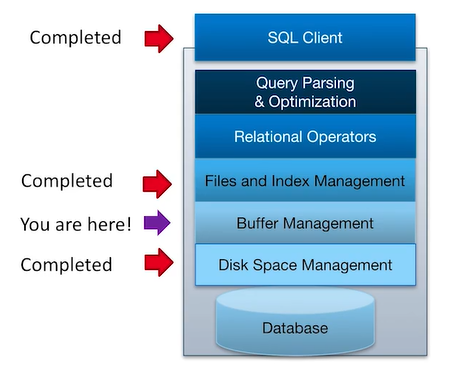 Completed
SQL Client
Query Parsing
& Optimization
Relational Operators
Completed
Files and Index Management
You are here!
Buffer Management
Completed
Disk Space Management
Database